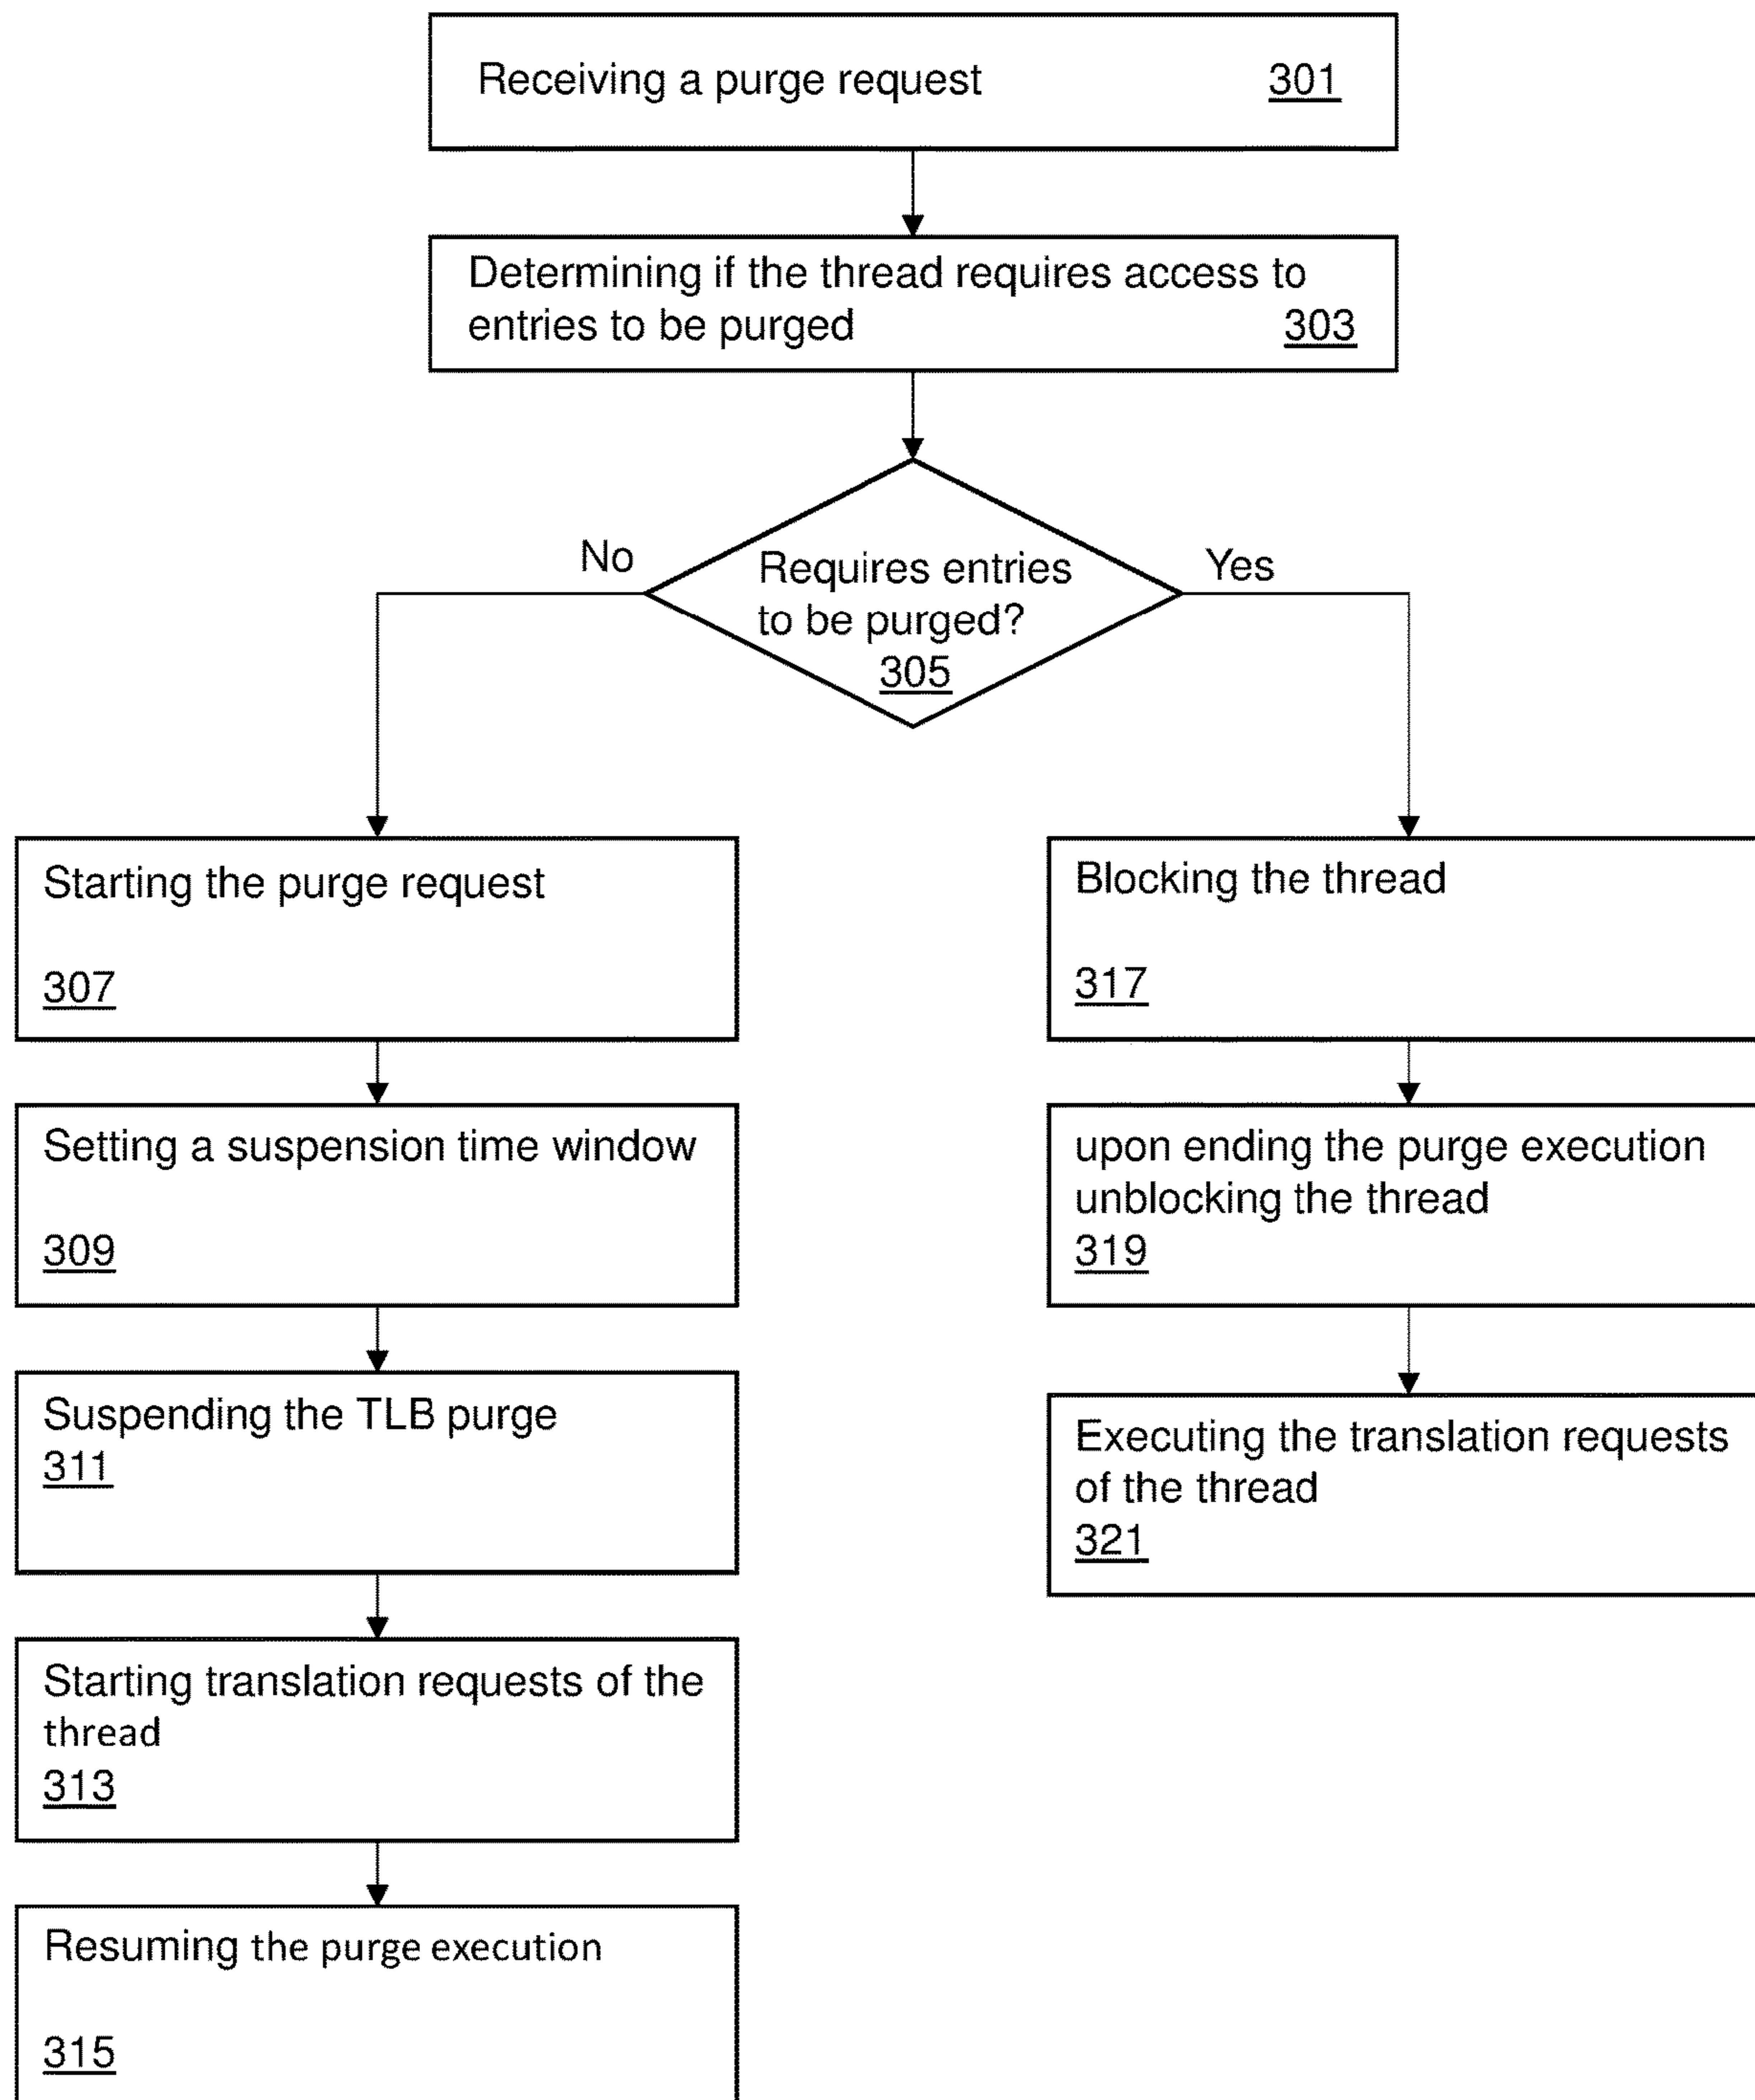 Receiving a purge request 301
Determining if the thread requires access to
entries to be purged 303
No
Yes
Requires entries
to be purged?
305
Starting the purge request
307
Setting a suspension time window
309
Suspending the TLB purge
311
Starting translation requests of the
thread
313
Resuming the purge execution
315
Blocking the thread
317
upon ending the purge execution
unblocking the thread
319
Executing the translation requests
of the thread
321